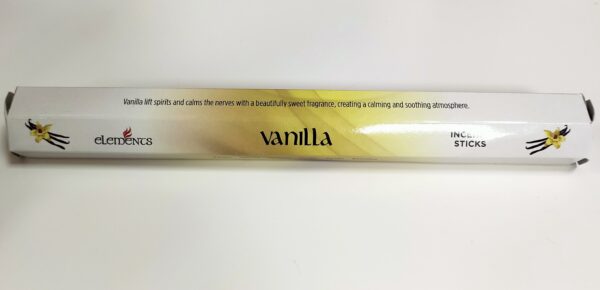 Vanilla lift spirits and calms the nerves with a beautifully sweet fragrance, creating a calming and soothing atmosphere.
eLemeNts
VaNilla
STICKS